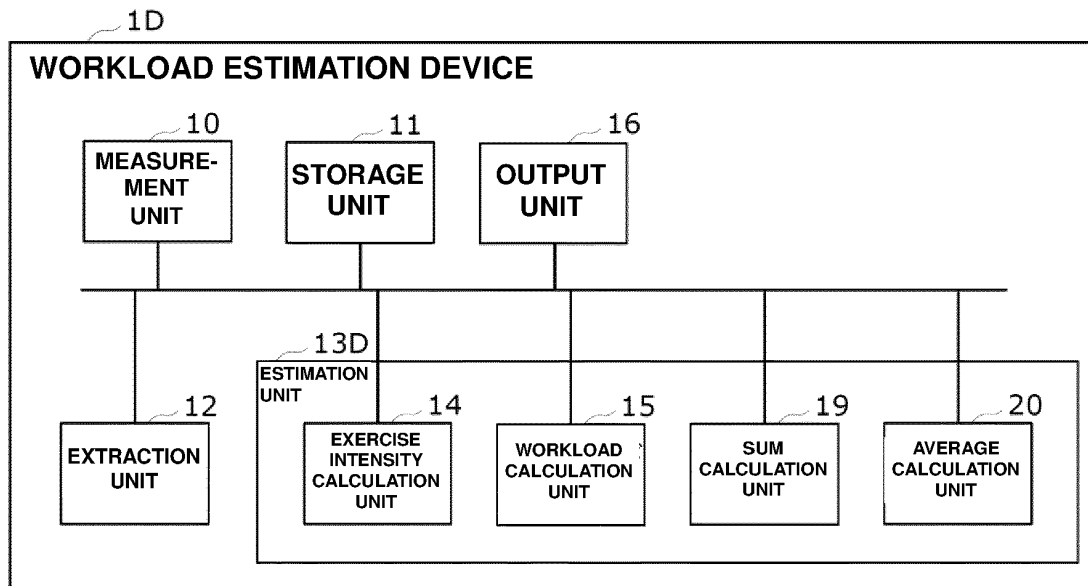 1D
WORKLOAD ESTIMATION DEVICE
10
MEASURE-
MENT
UNIT
11
STORAGE
UNIT
16
OUTPUT
UNIT
12
EXTRACTION
UNIT
13D
ESTIMATION
UNIT
14
EXERCISE
INTENSITY
CALCULATION
UNIT
15
WORKLOAD
CALCULATION
UNIT
19
SUM
CALCULATION
UNIT
20
AVERAGE
CALCULATION
UNIT